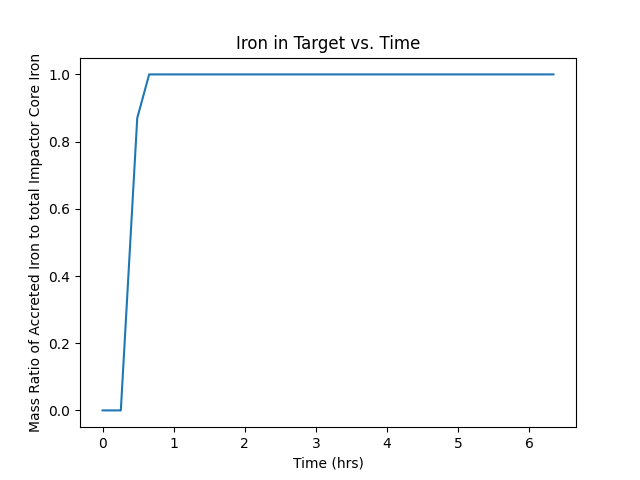 Iron in Target vs. Time
Mass Ratio of Accreted Iron to total Impactor Core Iron
1.0
0.8
0.6
0.4
0.2
0.0
0 1 2 3 4 5 6
Time (hrs)